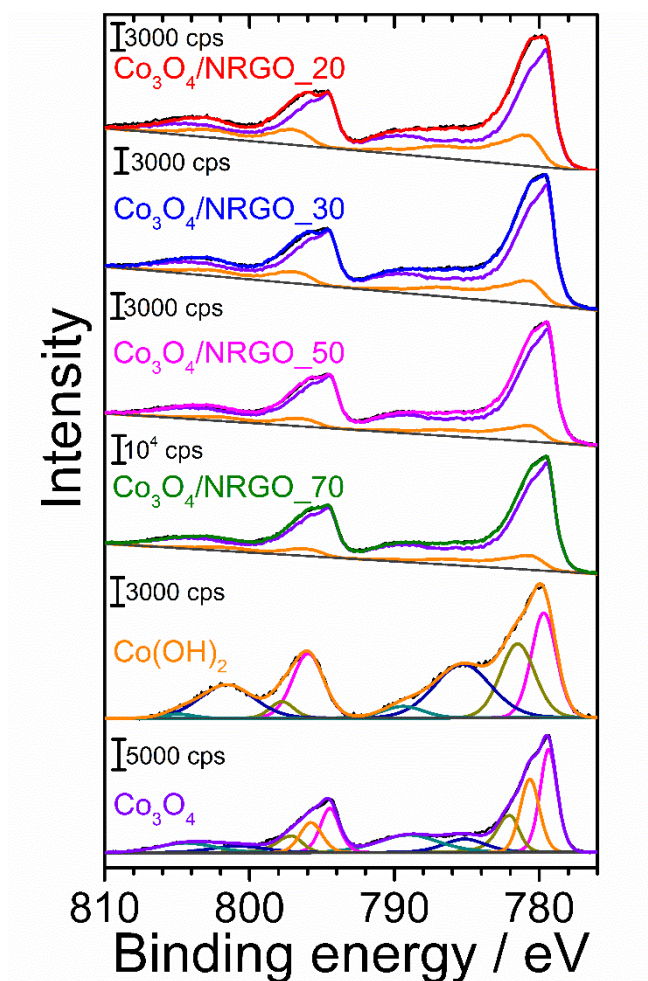 3000 cps
Co₃O₄/NRGO_20
3000 cps
Co₃O₄/NRGO_30
3000 cps
Co₃O₄/NRGO_50
10⁴ cps
Co₃O₄/NRGO_70
3000 cps
Co(OH)₂
5000 cps
Co₃O₄
Intensity
810 800 790 780
Binding energy / eV